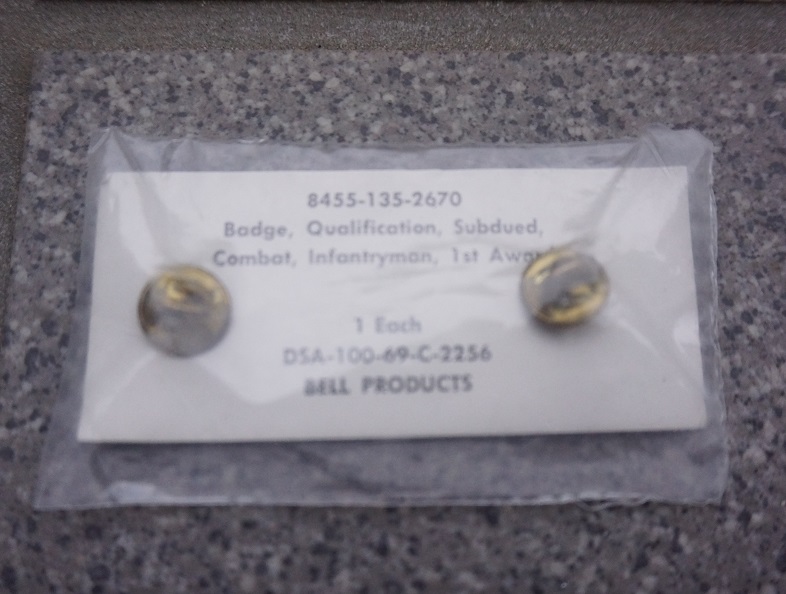 8455-135-2670
Badge, Qualification, Subdued,
Combat, Infantryman, 1st Award
1 Each
DSA-100-69-C-2256
BELL PRODUCTS